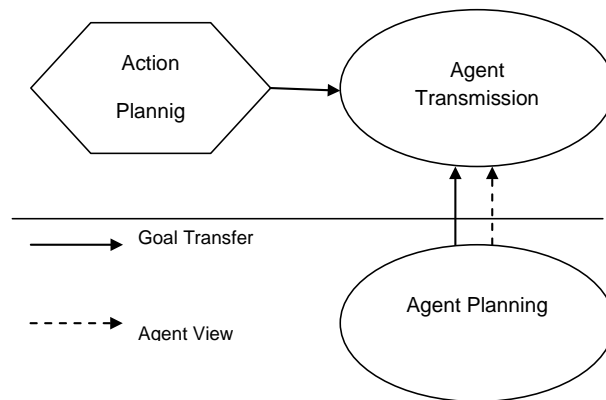 Action
Plannig
Agent
Transmission
Goal Transfer
Agent View
Agent Planning